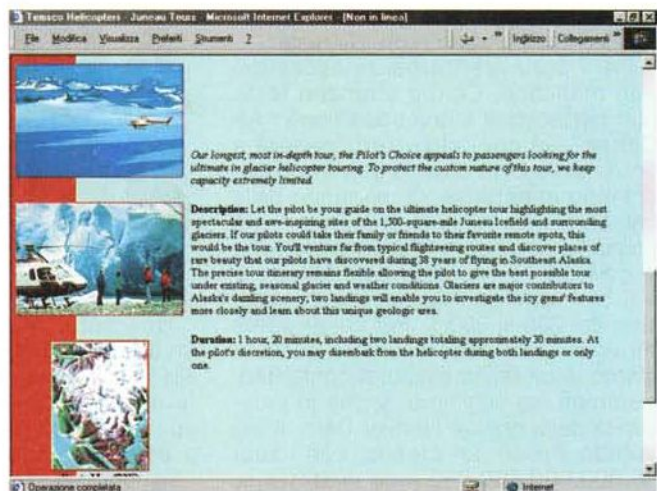 Temsco Helicopters - Juneau Tours - Microsoft Internet Explorer - [Non in linea]
File Modifica Visualizza Preferiti Strumenti ? Indirizzo Collegamenti
Our longest, most in-depth tour, the Pilot's Choice appeals to passengers looking for the
ultimate in glacier helicopter touring. To protect the custom nature of this tour, we keep
capacity extremely limited.
Description: Let the pilot be your guide on the ultimate helicopter tour highlighting the most
spectacular and awe-inspiring sites of the 1,500-square-mile Juneau Icefield and surrounding
glaciers. If our pilots could take their family or friends to their favorite remote spots, this
would be the tour. You'll venture far from typical flightseeing routes and discover places of
rare beauty that our pilots have discovered during 38 years of flying in Southeast Alaska.
The precise tour itinerary remains flexible allowing the pilot to give the best possible tour
under existing, seasonal glacier and weather conditions. Glaciers are major contributors to
Alaska's dazzling scenery; two landings will enable you to investigate the icy gems' features
more closely and learn about this unique geologic area.
Duration: 1 hour, 20 minutes, including two landings totaling approximately 30 minutes. At
the pilot's discretion, you may disembark from the helicopter during both landings or only
one.
Operazione completata Internet